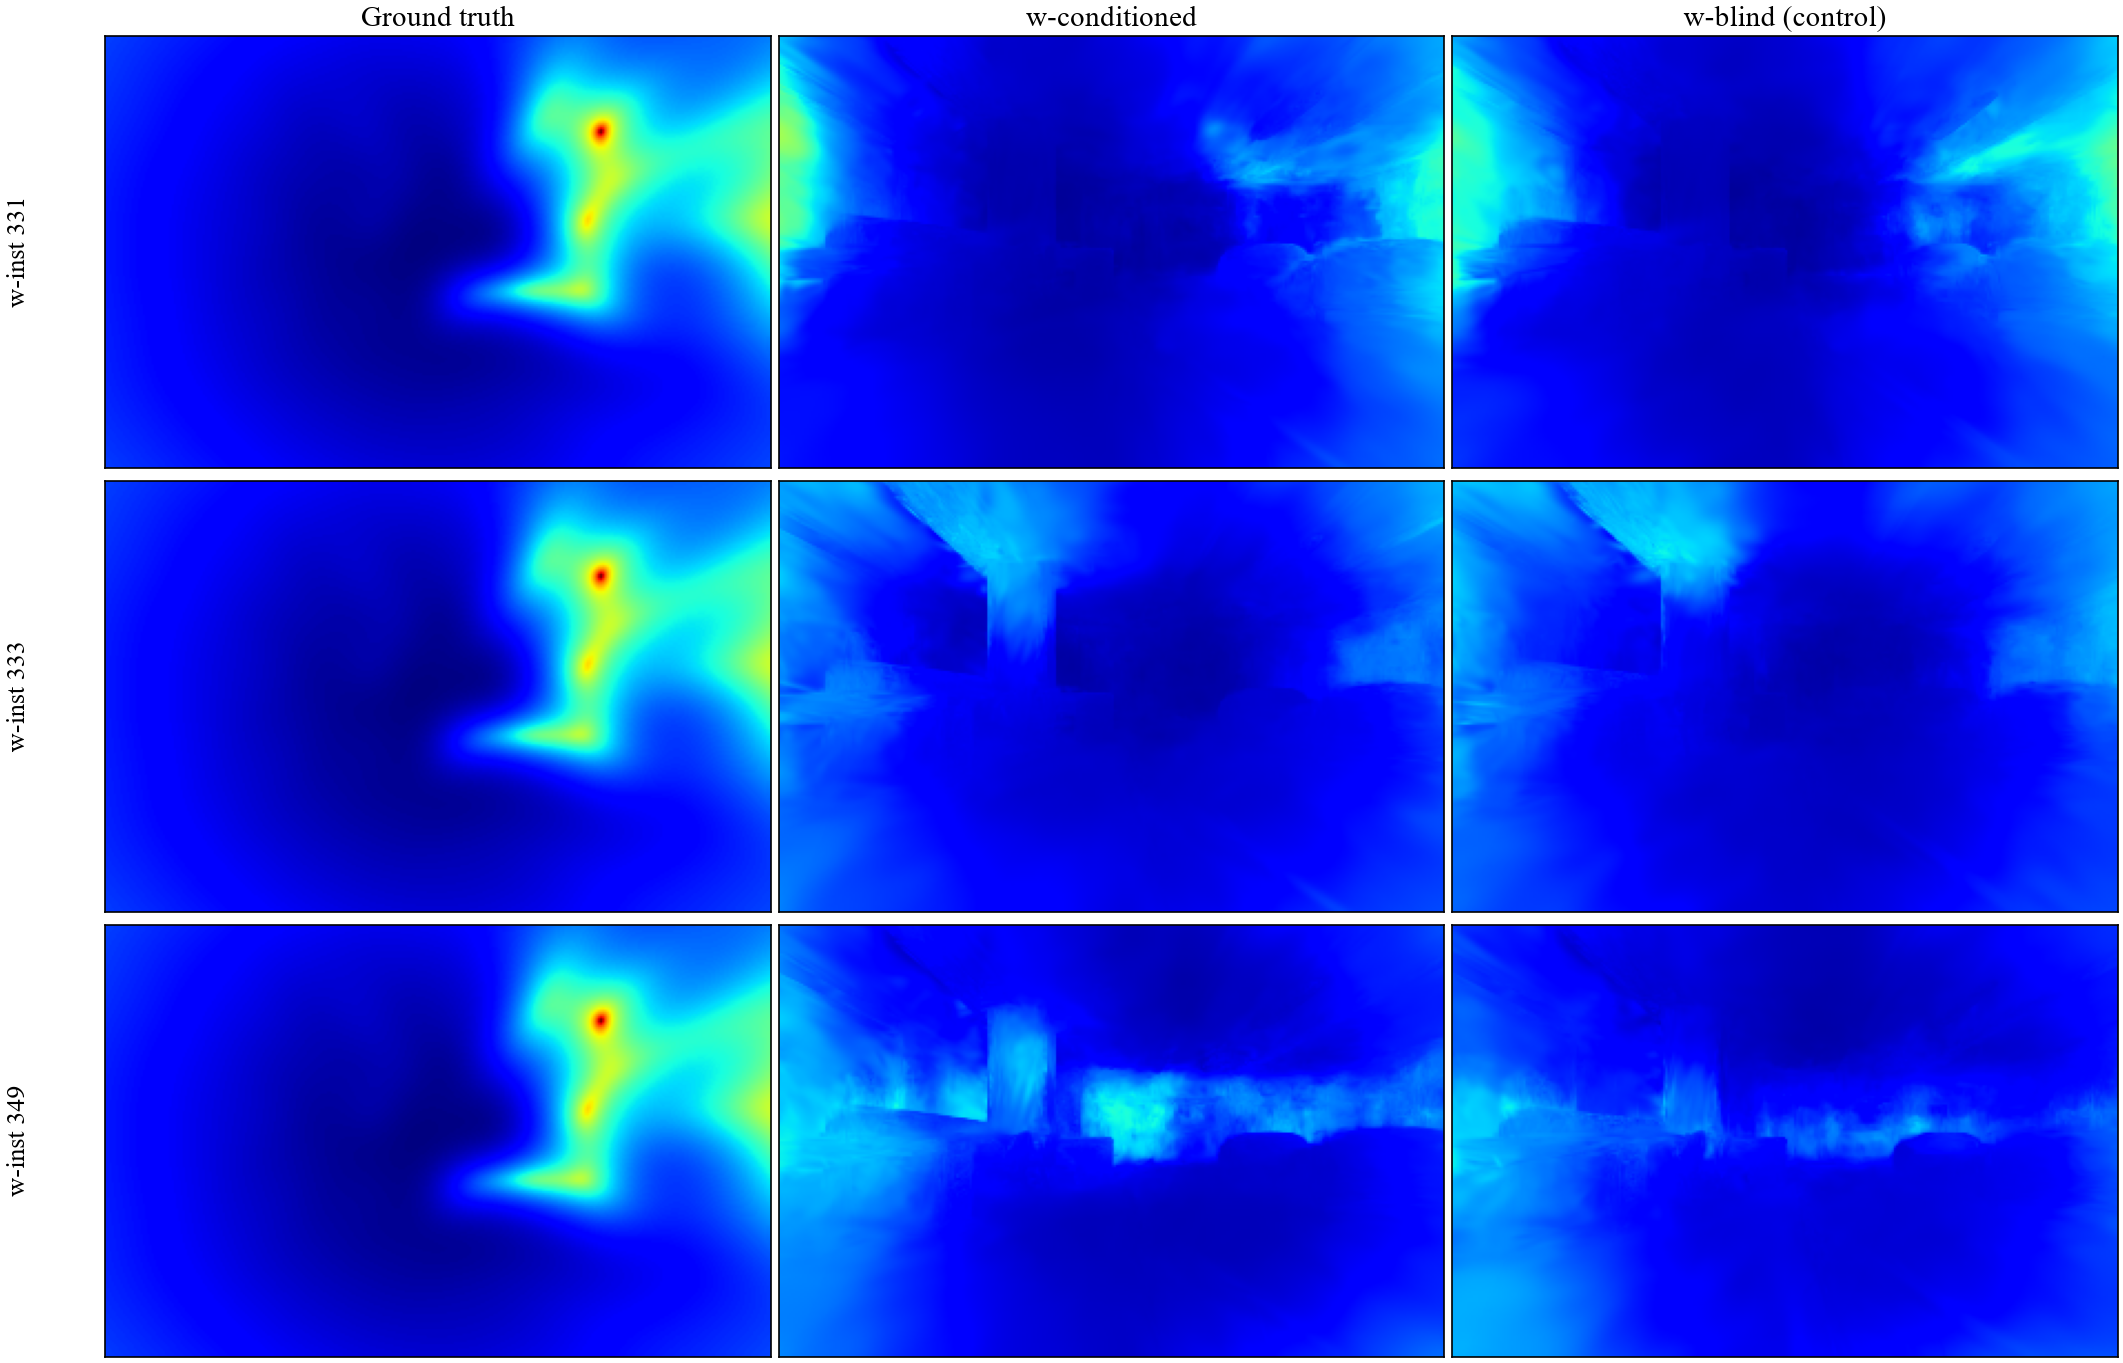 Ground truth w-conditioned w-blind (control)
w-inst 331
w-inst 333
w-inst 349